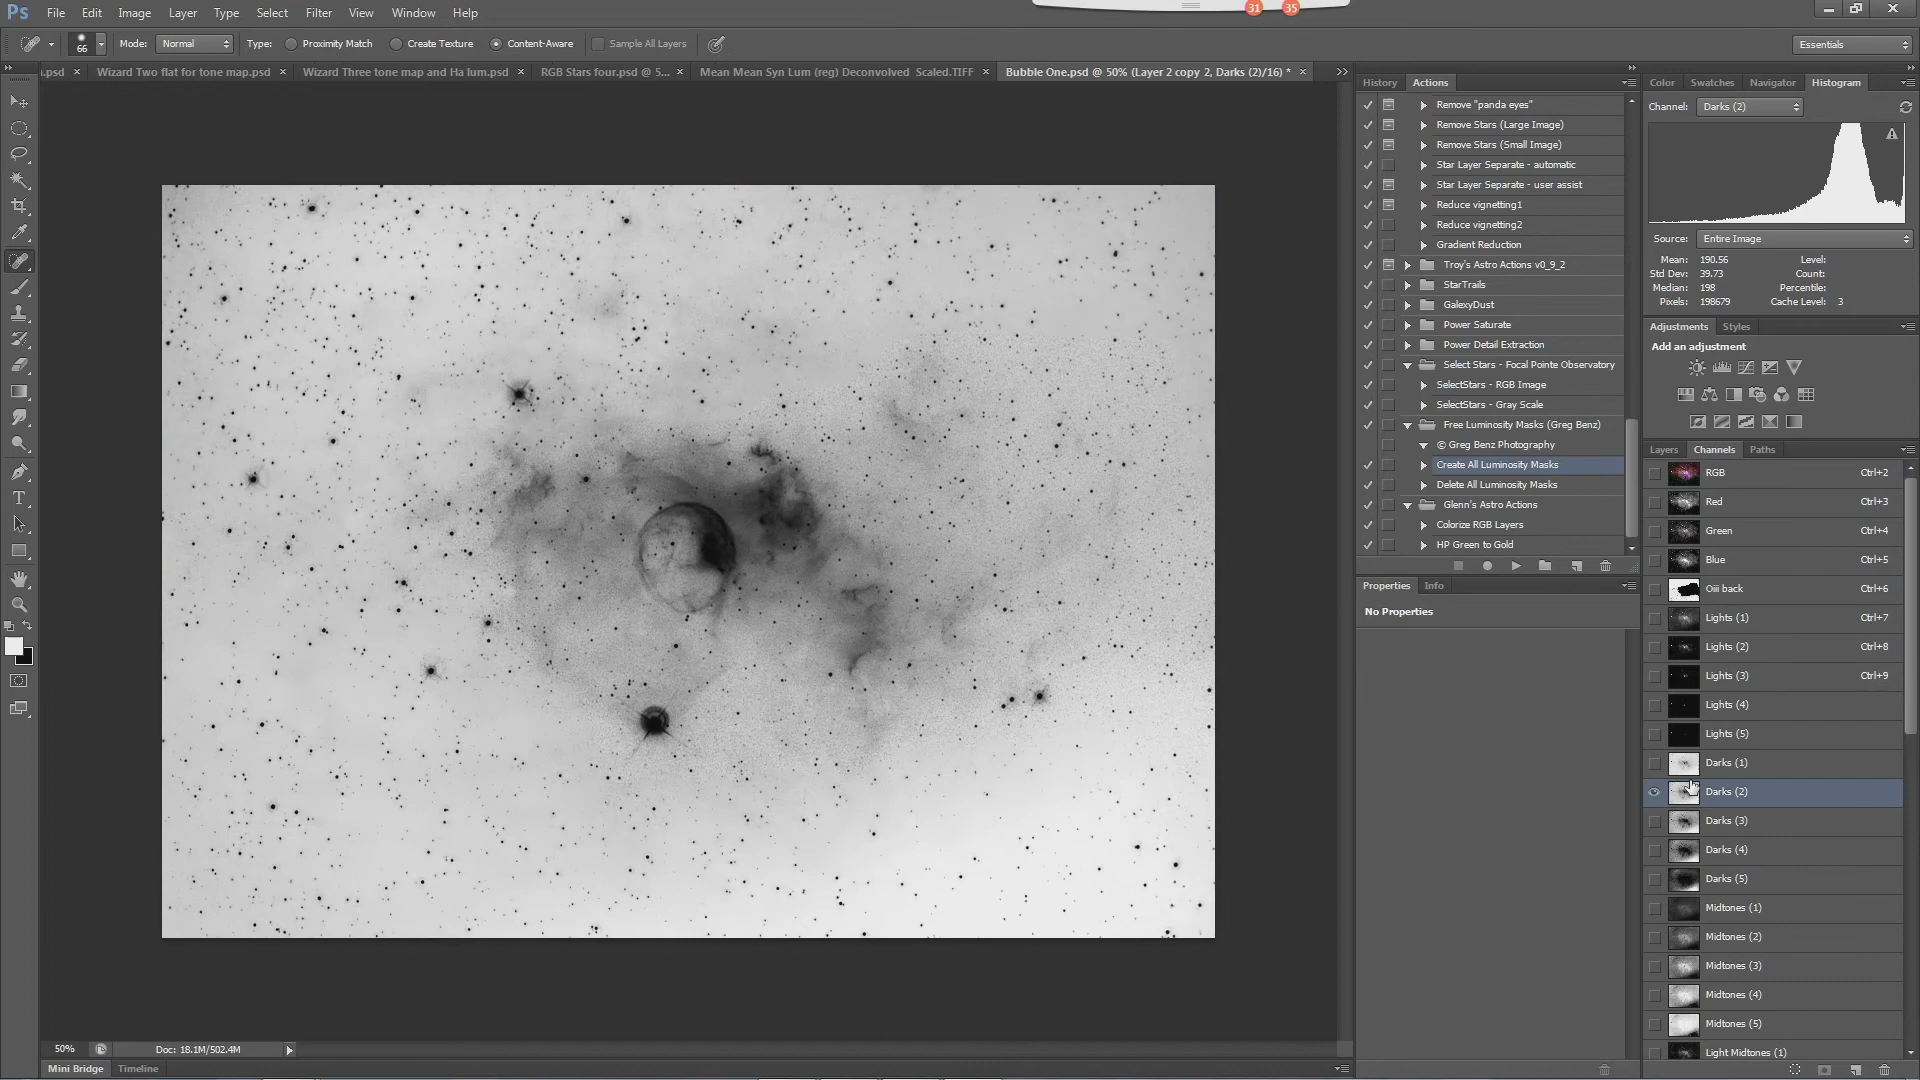 Ps File Edit Image Layer Type Select Filter View Window Help
31 35
66 Mode: Normal Type: Proximity Match Create Texture Content-Aware Sample All Layers Essentials
.psd × Wizard Two flat for tone map.psd × Wizard Three tone map and Ha lum.psd × RGB Stars four.psd @ 5... × Mean Mean Syn Lum (reg) Deconvolved Scaled.TIFF × Bubble One.psd @ 50% (Layer 2 copy 2, Darks (2)/16) * ×
History Actions
Remove "panda eyes"
Remove Stars (Large Image)
Remove Stars (Small Image)
Star Layer Separate - automatic
Star Layer Separate - user assist
Reduce vignetting1
Reduce vignetting2
Gradient Reduction
Troy's Astro Actions v0_9_2
StarTrails
GalexyDust
Power Saturate
Power Detail Extraction
Select Stars - Focal Pointe Observatory
SelectStars - RGB Image
SelectStars - Gray Scale
Free Luminosity Masks (Greg Benz)
© Greg Benz Photography
Create All Luminosity Masks
Delete All Luminosity Masks
Glenn's Astro Actions
Colorize RGB Layers
HP Green to Gold
Properties Info
No Properties
Color Swatches Navigator Histogram
Channel: Darks (2)
Source: Entire Image
Mean: 190.56 Level:
Std Dev: 39.73 Count:
Median: 198 Percentile:
Pixels: 198679 Cache Level: 3
Adjustments Styles
Add an adjustment
Layers Channels Paths
RGB Ctrl+2
Red Ctrl+3
Green Ctrl+4
Blue Ctrl+5
Oiii back Ctrl+6
Lights (1) Ctrl+7
Lights (2) Ctrl+8
Lights (3) Ctrl+9
Lights (4)
Lights (5)
Darks (1)
Darks (2)
Darks (3)
Darks (4)
Darks (5)
Midtones (1)
Midtones (2)
Midtones (3)
Midtones (4)
Midtones (5)
Light Midtones (1)
50% Doc: 18.1M/502.4M
Mini Bridge Timeline